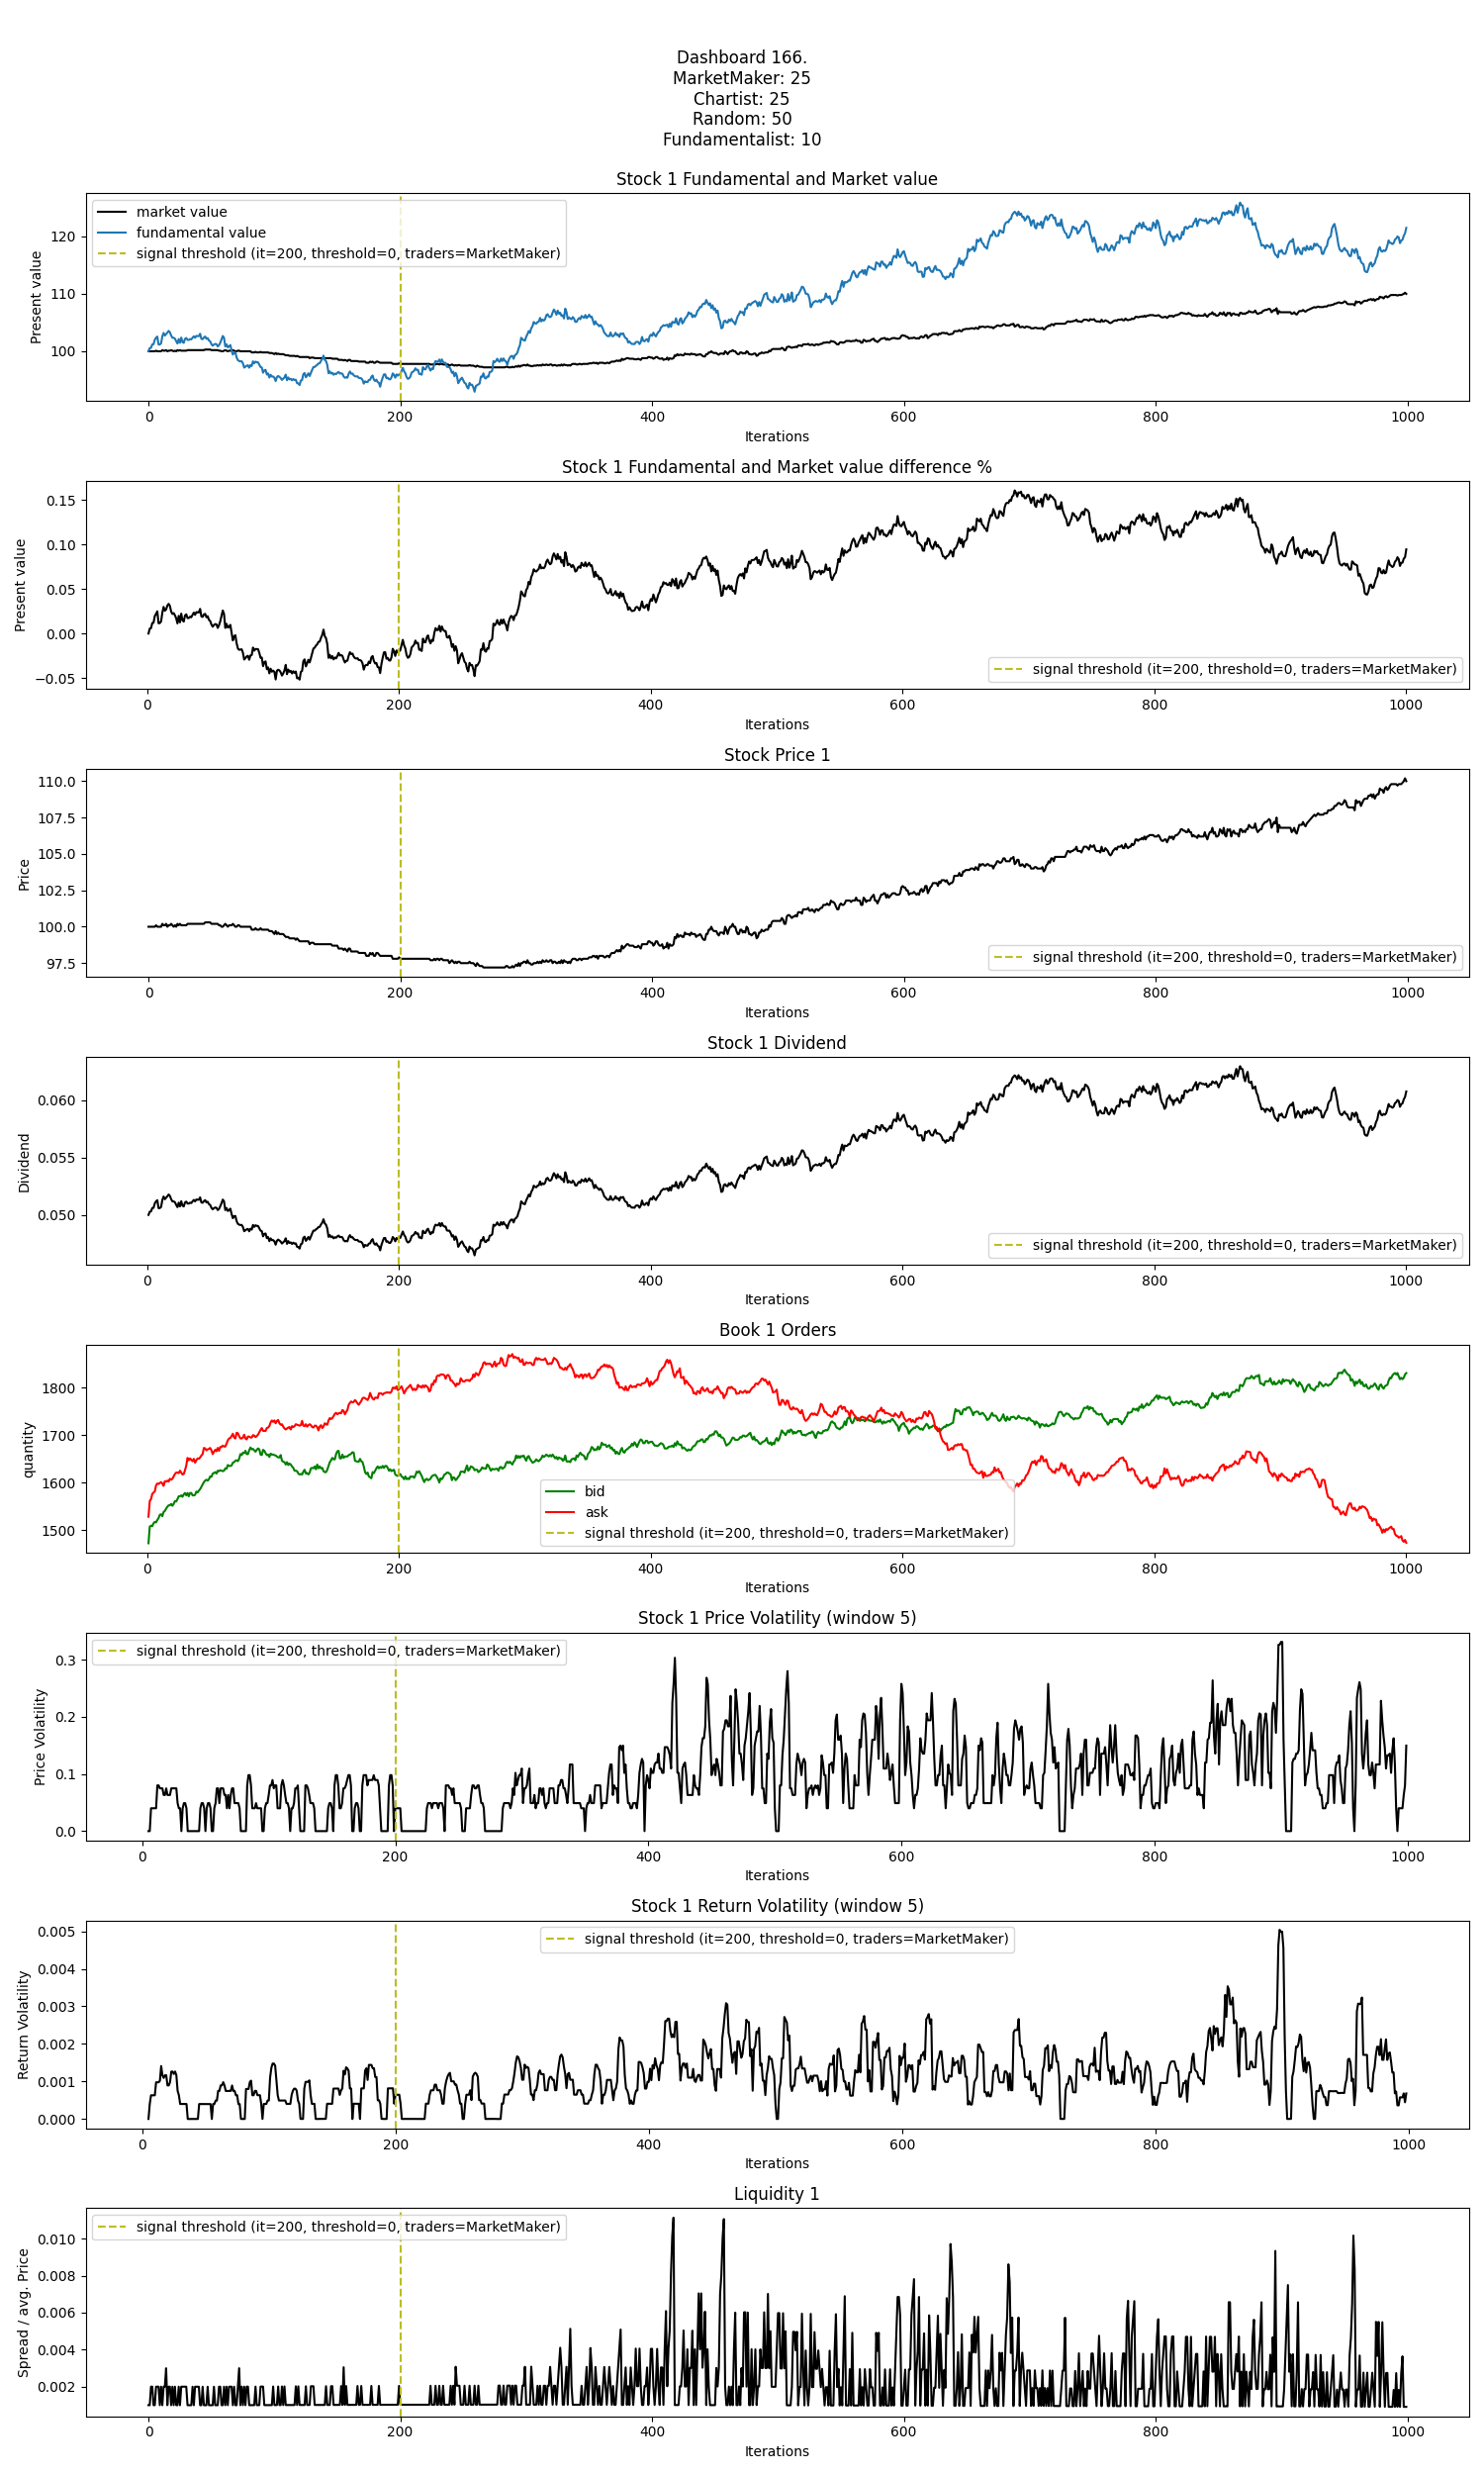 Dashboard 166.
MarketMaker: 25
Chartist: 25
Random: 50
Fundamentalist: 10
Stock 1 Fundamental and Market value
market value
fundamental value
signal threshold (it=200, threshold=0, traders=MarketMaker)
Present value
120
110
100
0 200 400 600 800 1000
Iterations
Stock 1 Fundamental and Market value difference %
Present value
0.15
0.10
0.05
0.00
−0.05
signal threshold (it=200, threshold=0, traders=MarketMaker)
0 200 400 600 800 1000
Iterations
Stock Price 1
Price
110.0
107.5
105.0
102.5
100.0
97.5
signal threshold (it=200, threshold=0, traders=MarketMaker)
0 200 400 600 800 1000
Iterations
Stock 1 Dividend
Dividend
0.060
0.055
0.050
signal threshold (it=200, threshold=0, traders=MarketMaker)
0 200 400 600 800 1000
Iterations
Book 1 Orders
quantity
1800
1700
1600
1500
bid
ask
signal threshold (it=200, threshold=0, traders=MarketMaker)
0 200 400 600 800 1000
Iterations
Stock 1 Price Volatility (window 5)
signal threshold (it=200, threshold=0, traders=MarketMaker)
Price Volatility
0.3
0.2
0.1
0.0
0 200 400 600 800 1000
Iterations
Stock 1 Return Volatility (window 5)
signal threshold (it=200, threshold=0, traders=MarketMaker)
Return Volatility
0.005
0.004
0.003
0.002
0.001
0.000
0 200 400 600 800 1000
Iterations
Liquidity 1
signal threshold (it=200, threshold=0, traders=MarketMaker)
Spread / avg. Price
0.010
0.008
0.006
0.004
0.002
0 200 400 600 800 1000
Iterations